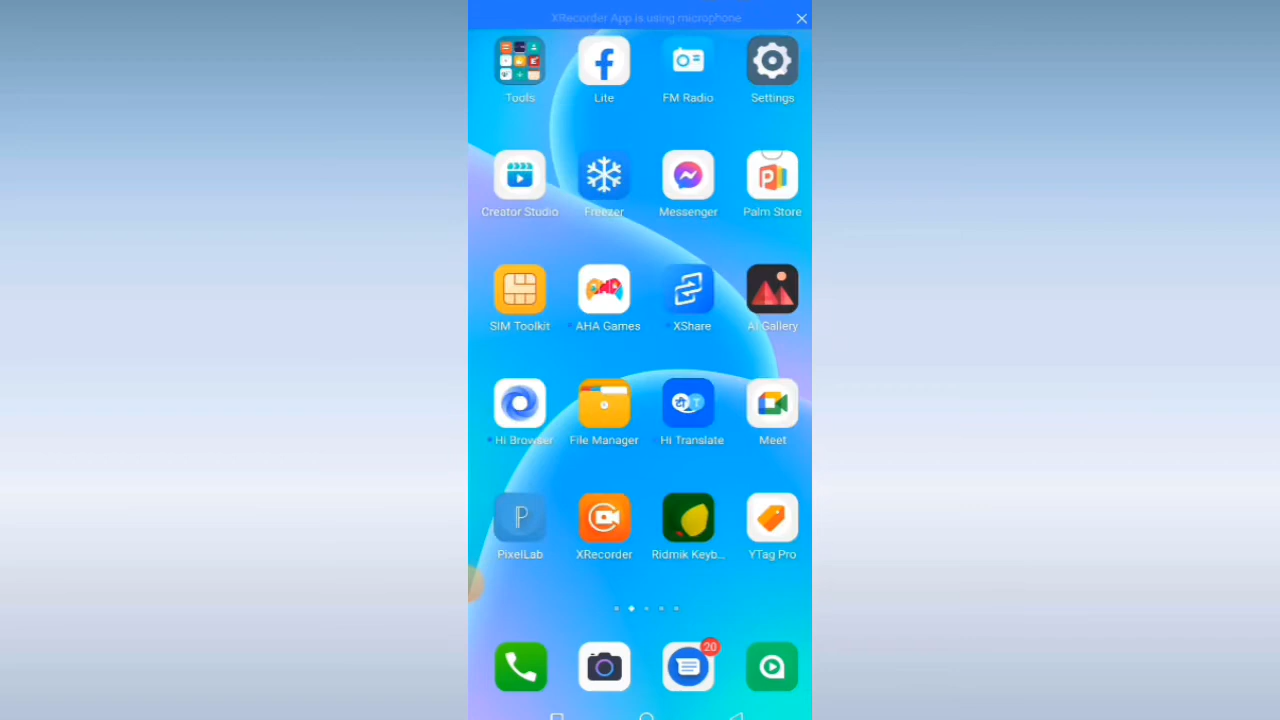 XRecorder App is using microphone
Tools Lite FM Radio Settings
Creator Studio Freezer Messenger Palm Store
SIM Toolkit AHA Games XShare AI Gallery
Hi Browser File Manager Hi Translate Meet
PixelLab XRecorder Ridmik Keyb... YTag Pro
20